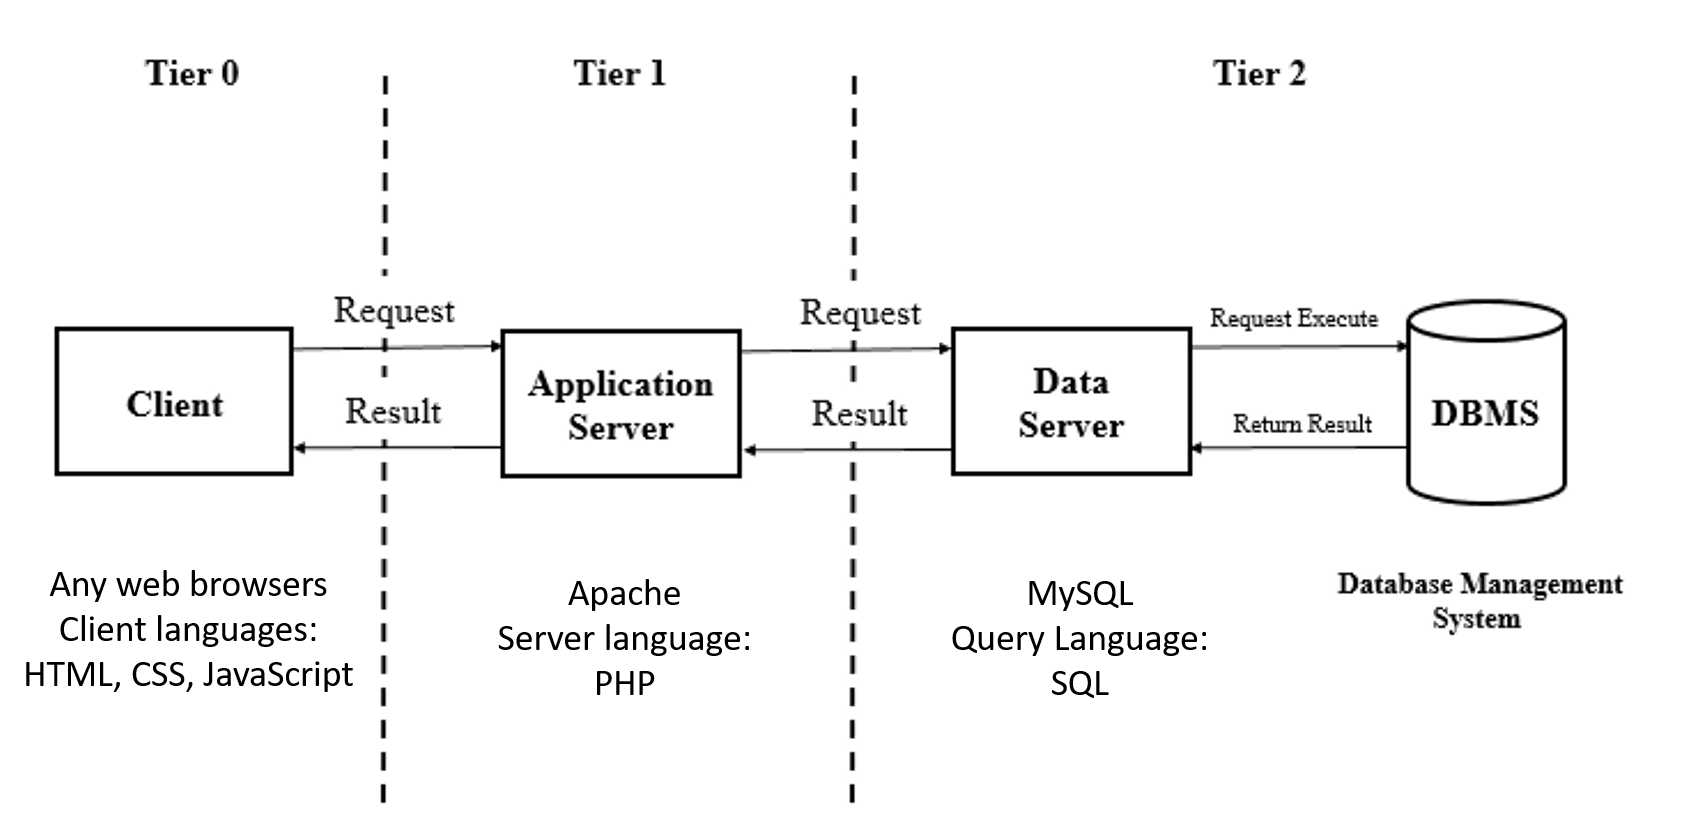 Tier 0
Tier 1
Tier 2
Request
Request
Request Execute
Client
Application
Server
Data
Server
DBMS
Result
Result
Return Result
Any web browsers
Client languages:
HTML, CSS, JavaScript
Apache
Server language:
PHP
MySQL
Query Language:
SQL
Database Management
System